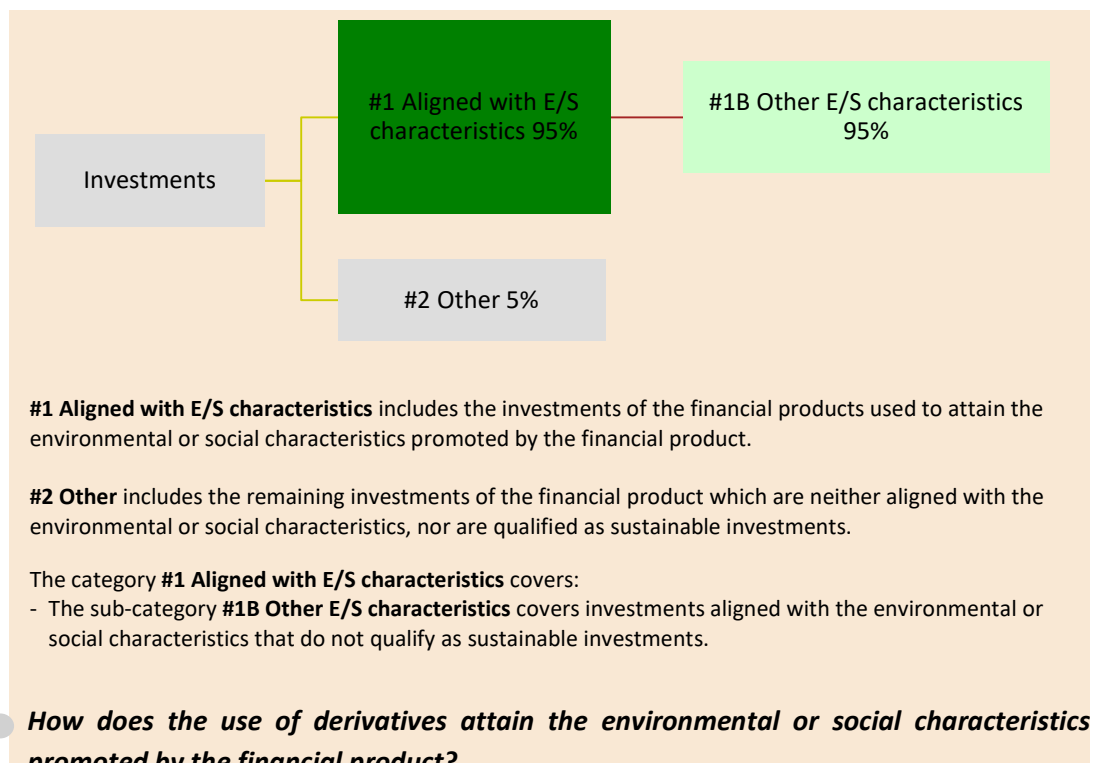 #1 Aligned with E/S
characteristics 95%
#1B Other E/S characteristics
95%
Investments
#2 Other 5%
#1 Aligned with E/S characteristics includes the investments of the financial products used to attain the
environmental or social characteristics promoted by the financial product.
#2 Other includes the remaining investments of the financial product which are neither aligned with the
environmental or social characteristics, nor are qualified as sustainable investments.
The category #1 Aligned with E/S characteristics covers:
- The sub-category #1B Other E/S characteristics covers investments aligned with the environmental or
social characteristics that do not qualify as sustainable investments.
How does the use of derivatives attain the environmental or social characteristics
promoted by the financial product?